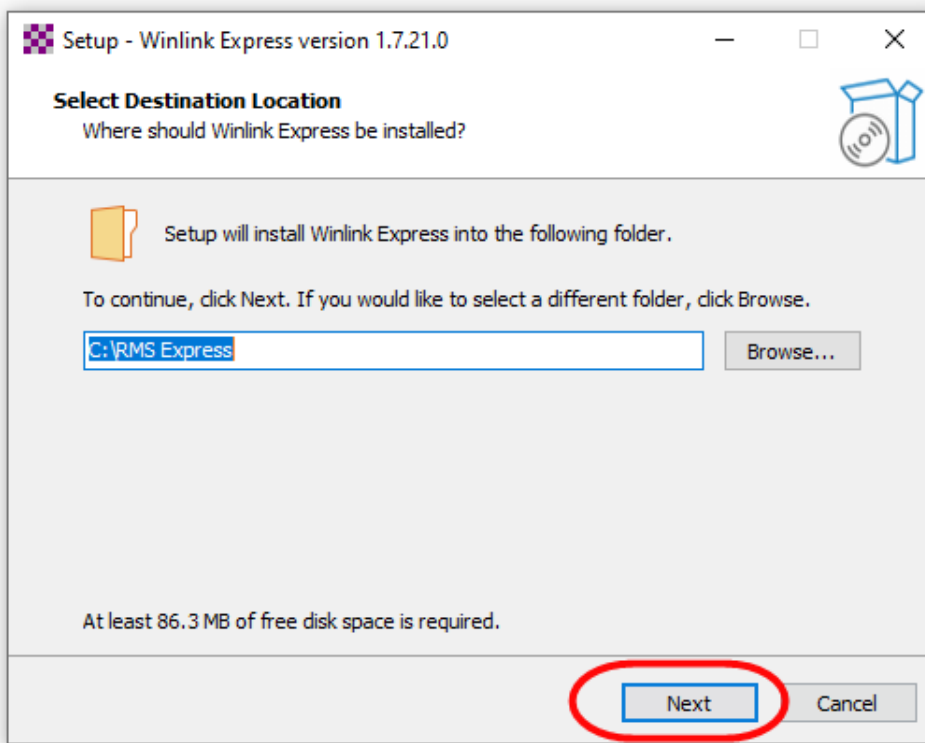 Setup - Winlink Express version 1.7.21.0
Select Destination Location
Where should Winlink Express be installed?
Setup will install Winlink Express into the following folder.
To continue, click Next. If you would like to select a different folder, click Browse.
C:\RMS Express
Browse...
At least 86.3 MB of free disk space is required.
Next
Cancel